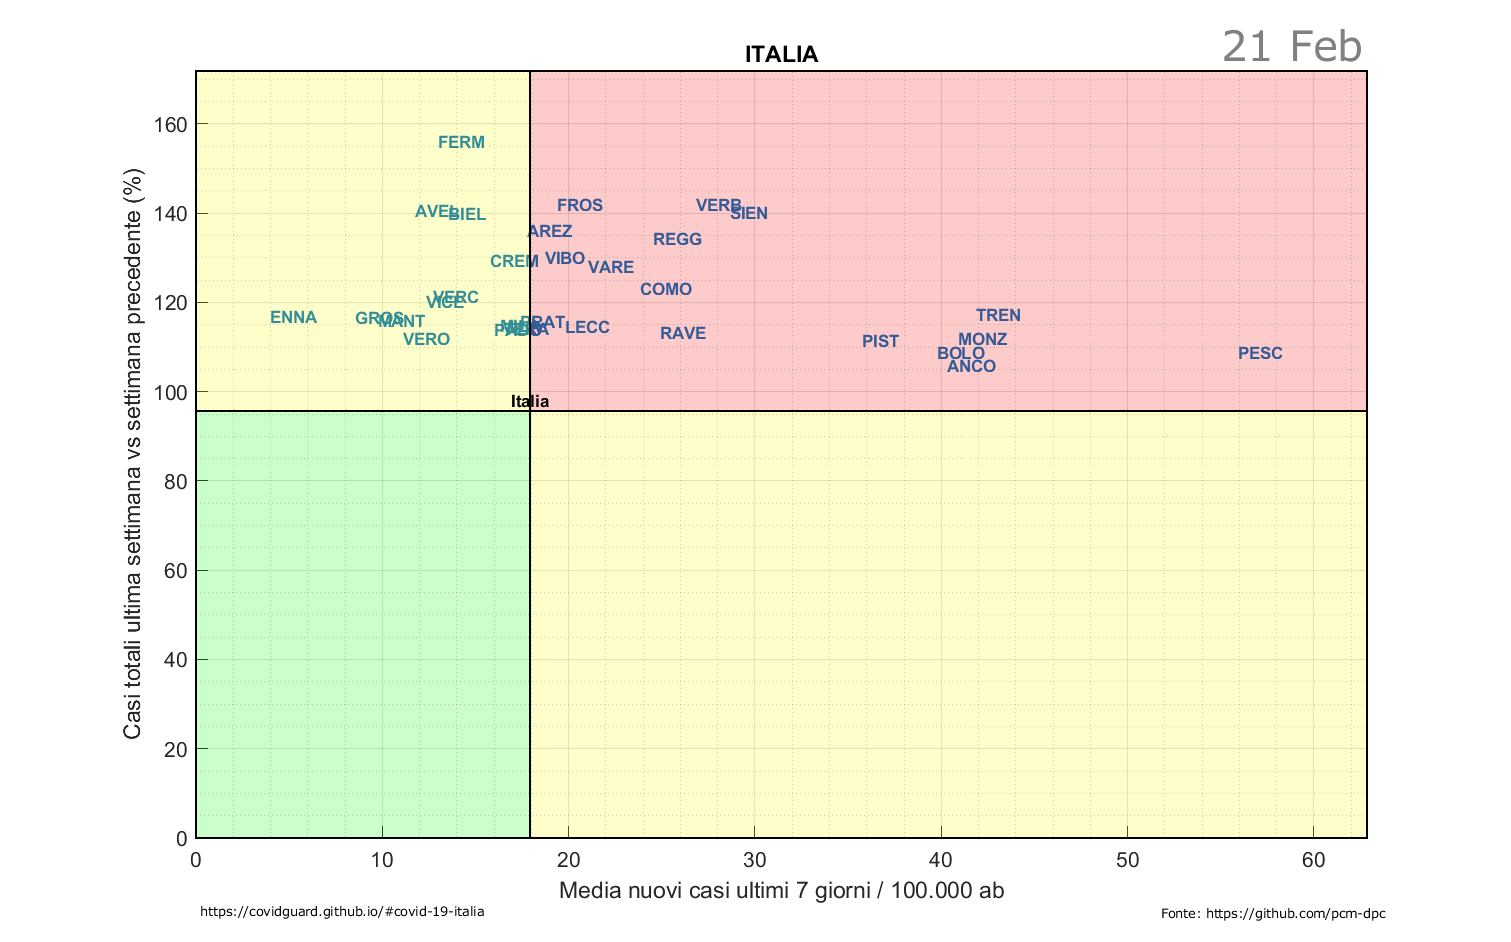 21 Feb
ITALIA
Casi totali ultima settimana vs settimana precedente (%)
160
140
120
100
80
60
40
20
0
FERM
AVEL
BIEL
FROS
VERB
SIEN
AREZ
REGG
CREM
VIBO
VARE
COMO
VERC
VICE
ENNA
GROS
MANT
PRAT
LECC
TREN
VERO
RAVE
PIST
MONZ
BOLO
PESC
ANCO
Italia
0 10 20 30 40 50 60
Media nuovi casi ultimi 7 giorni / 100.000 ab
https://covidguard.github.io/#covid-19-italia
Fonte: https://github.com/pcm-dpc